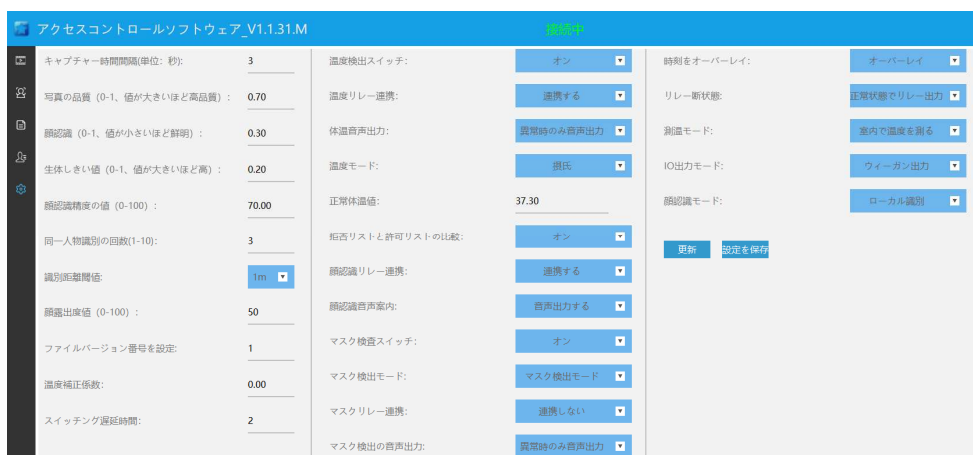 アクセスコントロールソフトウェア_V1.1.31.M
接続中
キャプチャー時間間隔(単位: 秒): 3
写真の品質 (0-1、値が大きいほど高品質) : 0.70
顔認識 (0-1、値が小さいほど鮮明) : 0.30
生体しきい値 (0-1、値が大きいほど高) : 0.20
顔認識精度の値 (0-100) : 70.00
同一人物識別の回数(1-10): 3
識別距離閾値: 1m
顔露出度値 (0-100) : 50
ファイルバージョン番号を設定: 1
温度補正係数: 0.00
スイッチング遅延時間: 2
温度検出スイッチ: オン
温度リレー連携: 連携する
体温音声出力: 異常時のみ音声出力
温度モード: 摂氏
正常体温値: 37.30
拒否リストと許可リストの比較: オン
顔認識リレー連携: 連携する
顔認識音声案内: 音声出力する
マスク検査スイッチ: オン
マスク検出モード: マスク検出モード
マスクリレー連携: 連携しない
マスク検出の音声出力: 異常時のみ音声出力
時刻をオーバーレイ: オーバーレイ
リレー断状態: 正常状態でリレー出力
測温モード:室内で温度を測る
IO出力モード: ウィーガン出力
顔認識モード: ローカル識別
更新 設定を保存